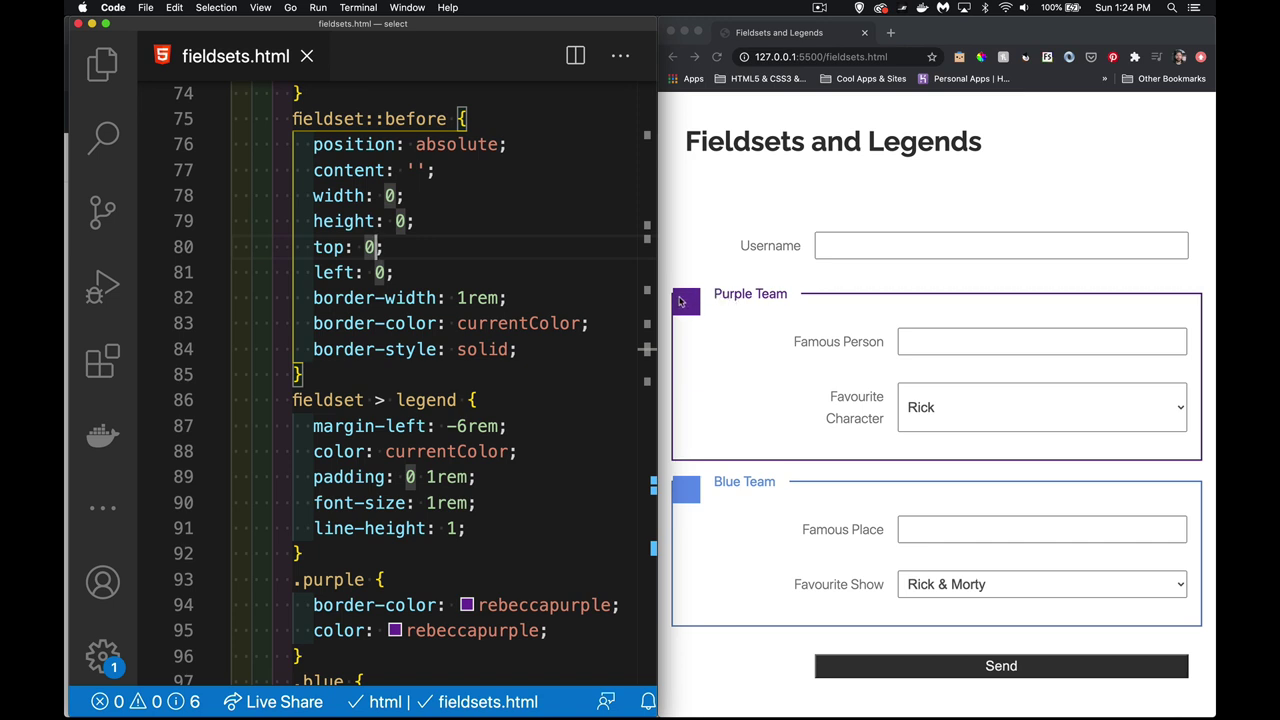 Code File Edit Selection View Go Run Terminal Window Help
100% Sun 1:24 PM
fieldsets.html — select
fieldsets.html
74 }
75 fieldset::before {
76 position: absolute;
77 content: '';
78 width: 0;
79 height: 0;
80 top: 0;
81 left: 0;
82 border-width: 1rem;
83 border-color: currentColor;
84 border-style: solid;
85 }
86 fieldset > legend {
87 margin-left: -6rem;
88 color: currentColor;
89 padding: 0 1rem;
90 font-size: 1rem;
91 line-height: 1;
92 }
93 .purple {
94 border-color: rebeccapurple;
95 color: rebeccapurple;
96 }
97 .blue {
1
0 0 6 Live Share html fieldsets.html
Fieldsets and Legends
127.0.0.1:5500/fieldsets.html
Apps HTML5 & CSS3 +... Cool Apps & Sites Personal Apps | H... » Other Bookmarks
Fieldsets and Legends
Username
Purple Team
Famous Person
Favourite
Character
Rick
Blue Team
Famous Place
Favourite Show Rick & Morty
Send